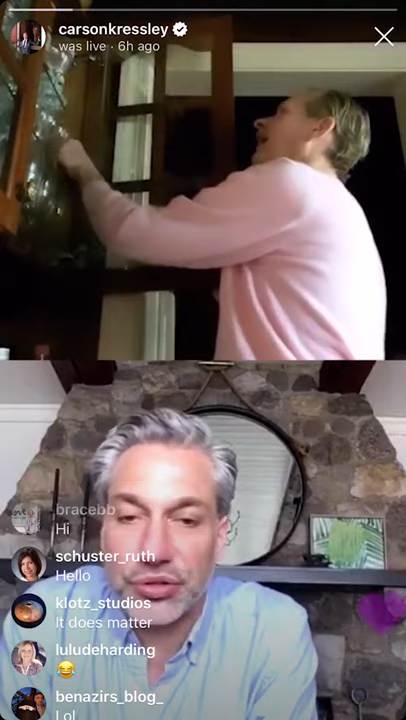 carsonkressley
was live · 6h ago
bracebb
Hi
schuster_ruth
Hello
klotz_studios
It does matter
luludeharding
😂
benazirs_blog_
Lol